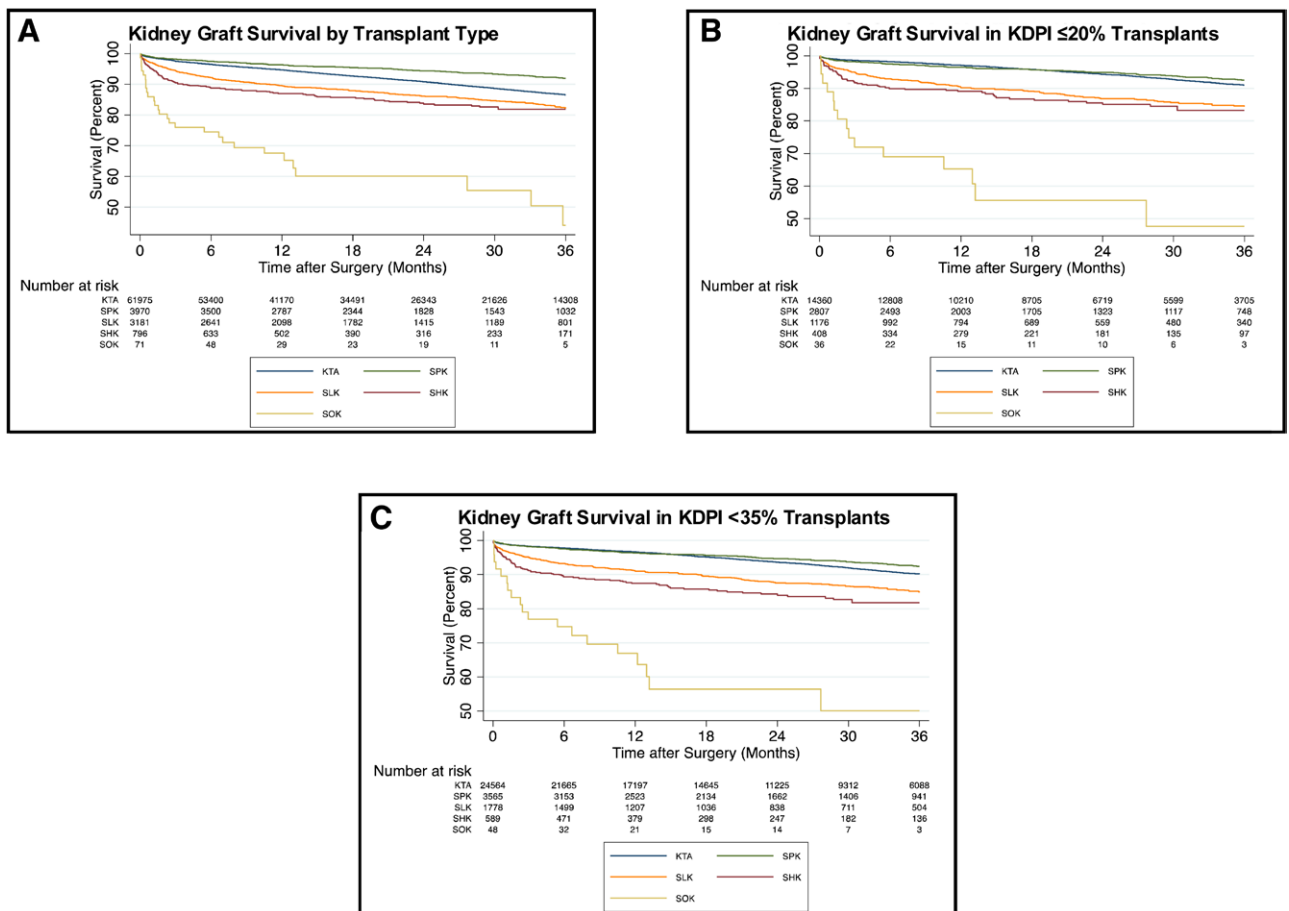 A
Kidney Graft Survival by Transplant Type
Survival (Percent)
100
90
80
70
60
50
0 6 12 18 24 30 36
Time after Surgery (Months)
Number at risk
KTA 61975 53400 41170 34491 26343 21626 14308
SPK 3970 3500 2787 2344 1828 1543 1032
SLK 3181 2641 2098 1782 1415 1189 801
SHK 796 633 502 390 316 233 171
SOK 71 48 29 23 19 11 5
KTA SPK
SLK SHK
SOK
B
Kidney Graft Survival in KDPI ≤20% Transplants
Survival (Percent)
100
90
80
70
60
50
0 6 12 18 24 30 36
Time after Surgery (Months)
Number at risk
KTA 14360 12808 10210 8705 6719 5599 3705
SPK 2807 2493 2003 1705 1323 1117 748
SLK 1176 992 794 689 559 480 340
SHK 408 334 279 221 181 135 97
SOK 36 22 15 11 10 6 3
KTA SPK
SLK SHK
SOK
C
Kidney Graft Survival in KDPI <35% Transplants
Survival (Percent)
100
90
80
70
60
50
0 6 12 18 24 30 36
Time after Surgery (Months)
Number at risk
KTA 24564 21665 17197 14645 11225 9312 6088
SPK 3565 3153 2523 2134 1662 1406 941
SLK 1778 1499 1207 1036 838 711 504
SHK 589 471 379 298 247 182 136
SOK 48 32 21 15 14 7 3
KTA SPK
SLK SHK
SOK